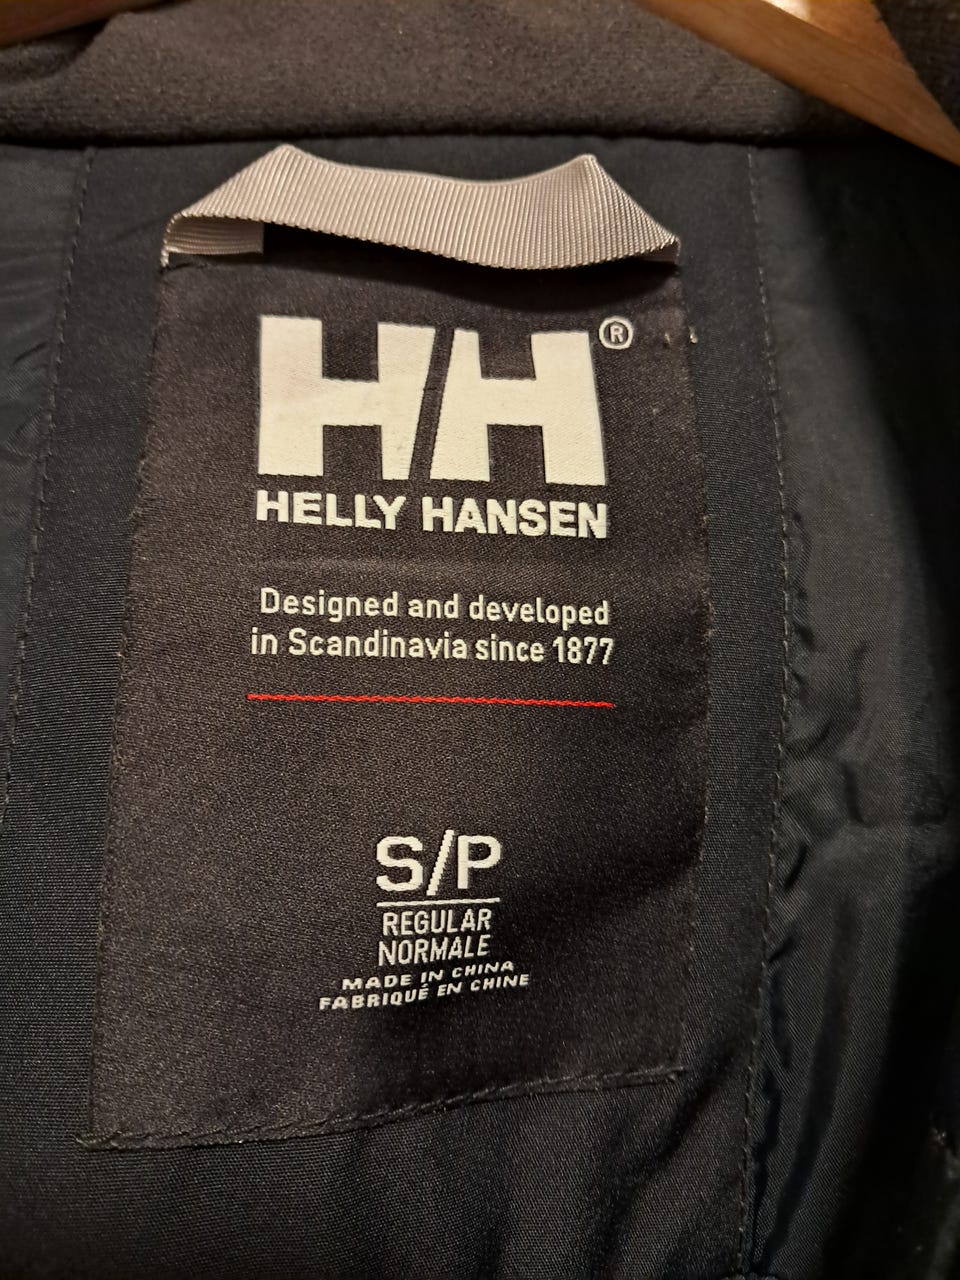 HH®
HELLY HANSEN
Designed and developed
in Scandinavia since 1877
S/P
REGULAR
NORMALE
MADE IN CHINA
FABRIQUÉ EN CHINE